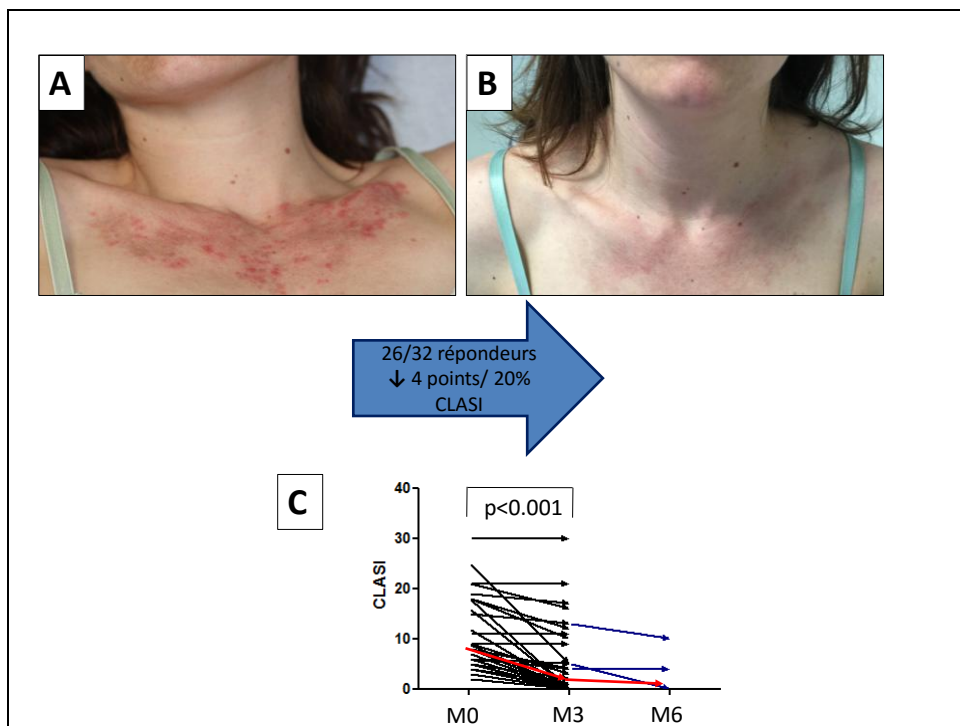 A
B
26/32 répondeurs
↓ 4 points/ 20%
CLASI
C
p<0.001
40
30
20
10
0
CLASI
M0 M3 M6